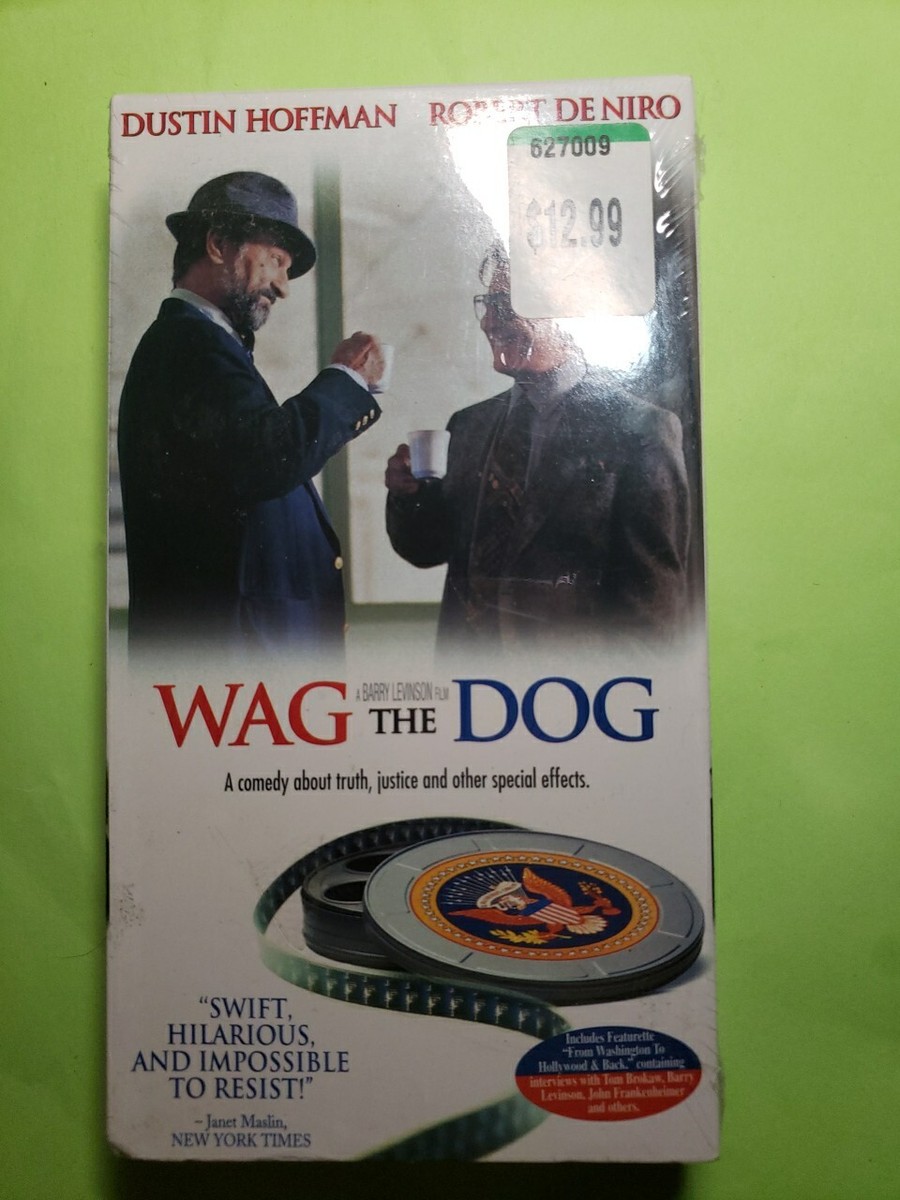 DUSTIN HOFFMAN ROBERT DE NIRO
627009
$12.99
WAG THE DOG
A BARRY LEVINSON FILM
A comedy about truth, justice and other special effects.
“SWIFT,
HILARIOUS,
AND IMPOSSIBLE
TO RESIST!”
– Janet Maslin,
NEW YORK TIMES
Includes Featurette
"From Washington To
Hollywood & Back," containing
interviews with Tom Brokaw, Barry
Levinson, John Frankenheimer
and others.